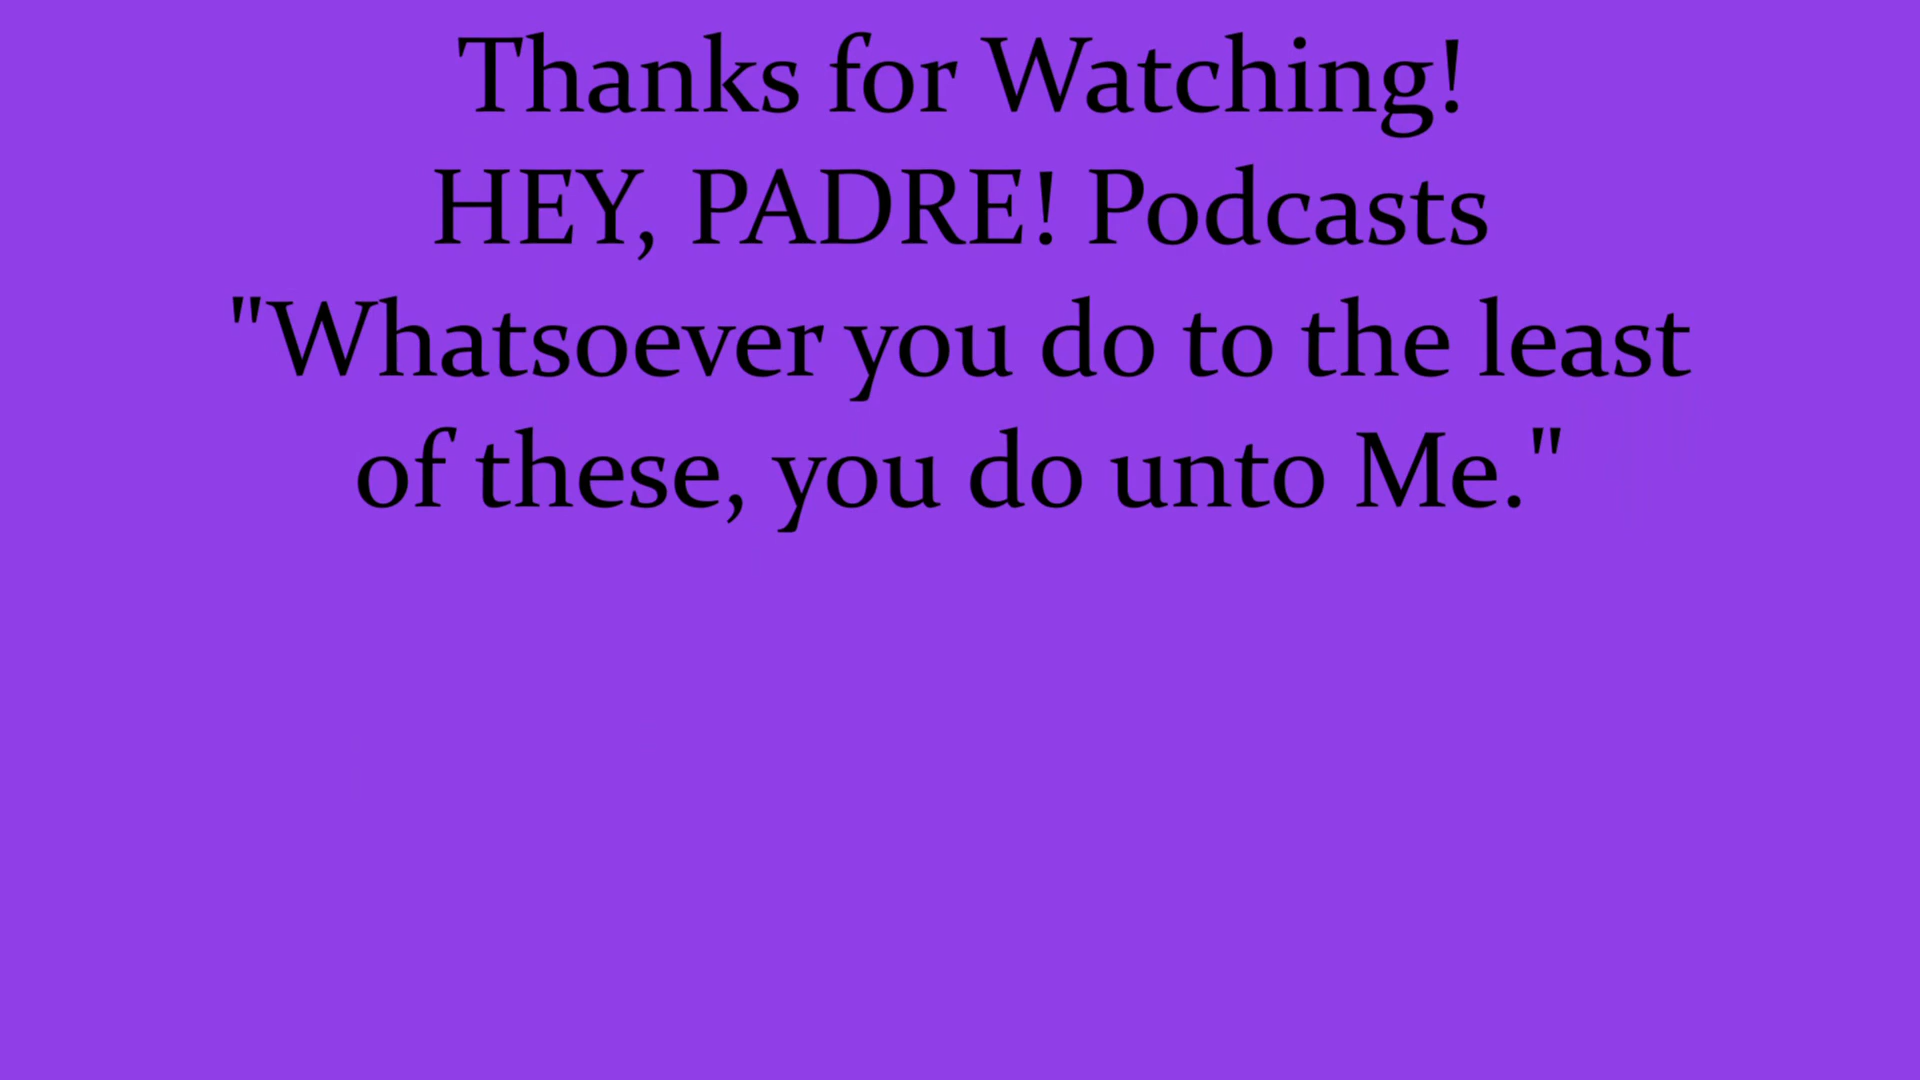 Thanks for Watching!
HEY, PADRE! Podcasts
"Whatsoever you do to the least
of these, you do unto Me."